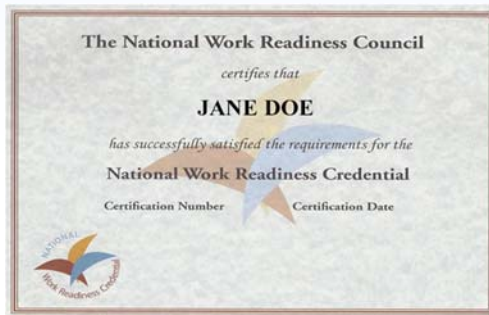 The National Work Readiness Council
certifies that
JANE DOE
has successfully satisfied the requirements for the
National Work Readiness Credential
Certification Number Certification Date
NATIONAL
Work Readiness Credential